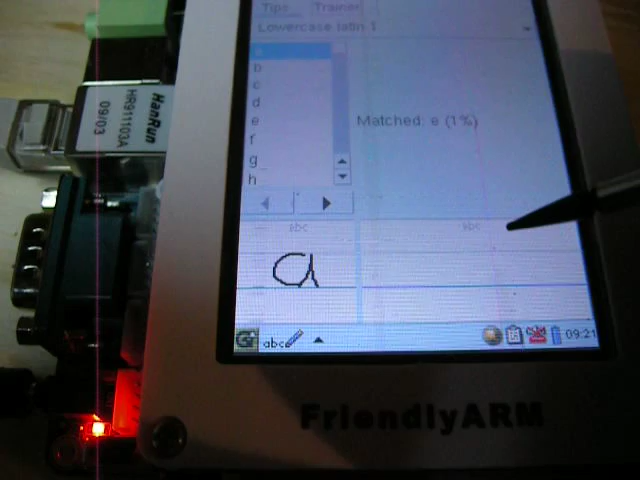 Tips Trainer
Lowercase latin 1
a
b
c
d
e
f
g
h
Matched: e (1%)
abc abc
a
abc
09:21
HanRun
HR911103A
09/03
FriendlyARM